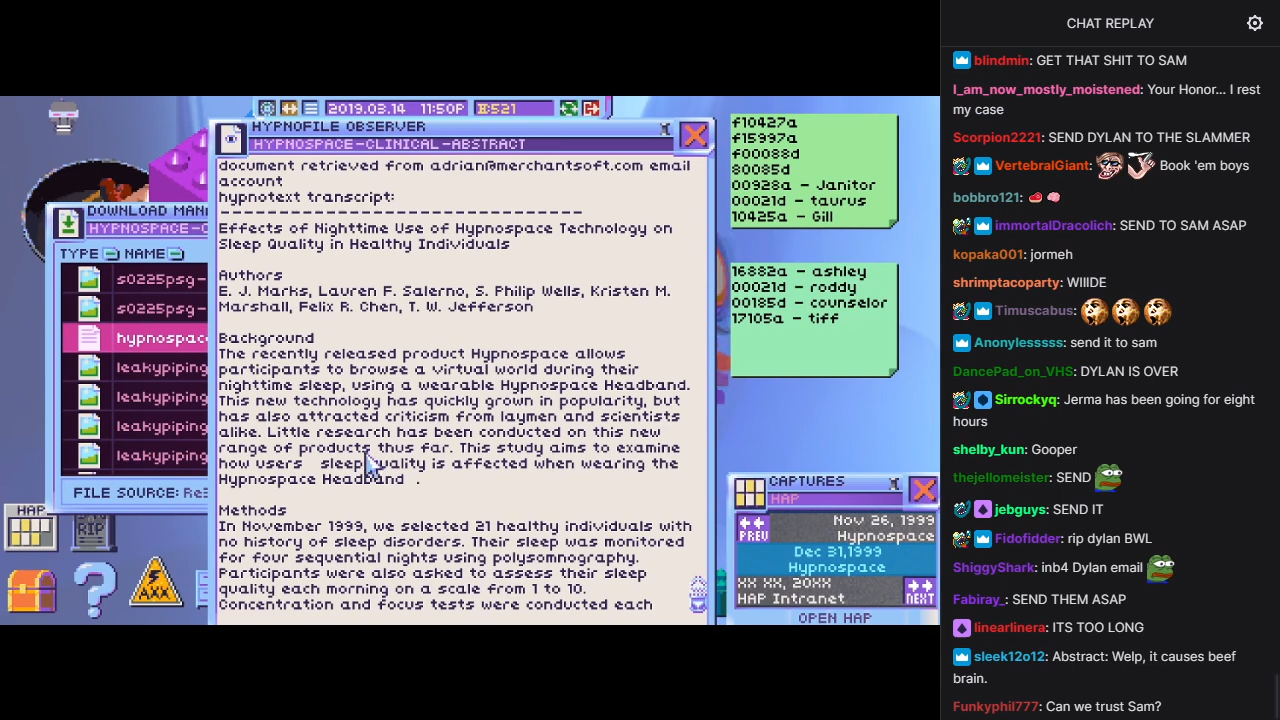 2019.03.14 11:50P
521
HYPNOFILE OBSERVER
HYPNOSPACE-CLINICAL-ABSTRACT
document retrieved from adrian@merchantsoft.com email
account
hypnotext transcript:
------------------------------
Effects of Nighttime Use of Hypnospace Technology on
Sleep Quality in Healthy Individuals
Authors
E. J. Marks, Lauren F. Salerno, S. Philip Wells, Kristen M.
Marshall, Felix R. Chen, T. W. Jefferson
Background
The recently released product Hypnospace allows
participants to browse a virtual world during their
nighttime sleep, using a wearable Hypnospace Headband.
This new technology has quickly grown in popularity, but
has also attracted criticism from laymen and scientists
alike. Little research has been conducted on this new
range of products thus far. This study aims to examine
how users sleep quality is affected when wearing the
Hypnospace Headband .
Methods
In November 1999, we selected 21 healthy individuals with
no history of sleep disorders. Their sleep was monitored
for four sequential nights using polysomnography.
Participants were also asked to assess their sleep
quality each morning on a scale from 1 to 10.
Concentration and focus tests were conducted each
DOWNLOAD MAN
HYPNOSPACE-C
TYPE NAME
s0225psg-
s0225psg-
hypnospac
leakypiping
leakypiping
leakypiping
leakypiping
FILE SOURCE:
HAP
RIP
AXX
f10427a
f15997a
f00088d
80085d
00928a - Janitor
00021d - taurus
10425a - Gill
16882a - ashley
00021d - roddy
00185d - counselor
17105a - tiff
CAPTURES
HAP
PREV
Nov 26, 1999
Hypnospace
Dec 31,1999
Hypnospace
XX XX, 20XX
HAP Intranet
NEXT
OPEN HAP
CHAT REPLAY
blindmin: GET THAT SHIT TO SAM
I_am_now_mostly_moistened: Your Honor... I rest
my case
Scorpion2221: SEND DYLAN TO THE SLAMMER
VertebralGiant: Book 'em boys
bobbro121:
immortalDracolich: SEND TO SAM ASAP
kopaka001: jormeh
shrimptacoparty: WIIIDE
Timuscabus:
Anonylesssss: send it to sam
DancePad_on_VHS: DYLAN IS OVER
Sirrockyq: Jerma has been going for eight
hours
shelby_kun: Gooper
thejellomeister: SEND
jebguys: SEND IT
Fidofidder: rip dylan BWL
ShiggyShark: inb4 Dylan email
Fabiray_: SEND THEM ASAP
linearlinera: ITS TOO LONG
sleek12o12: Abstract: Welp, it causes beef
brain.
Funkyphil777: Can we trust Sam?